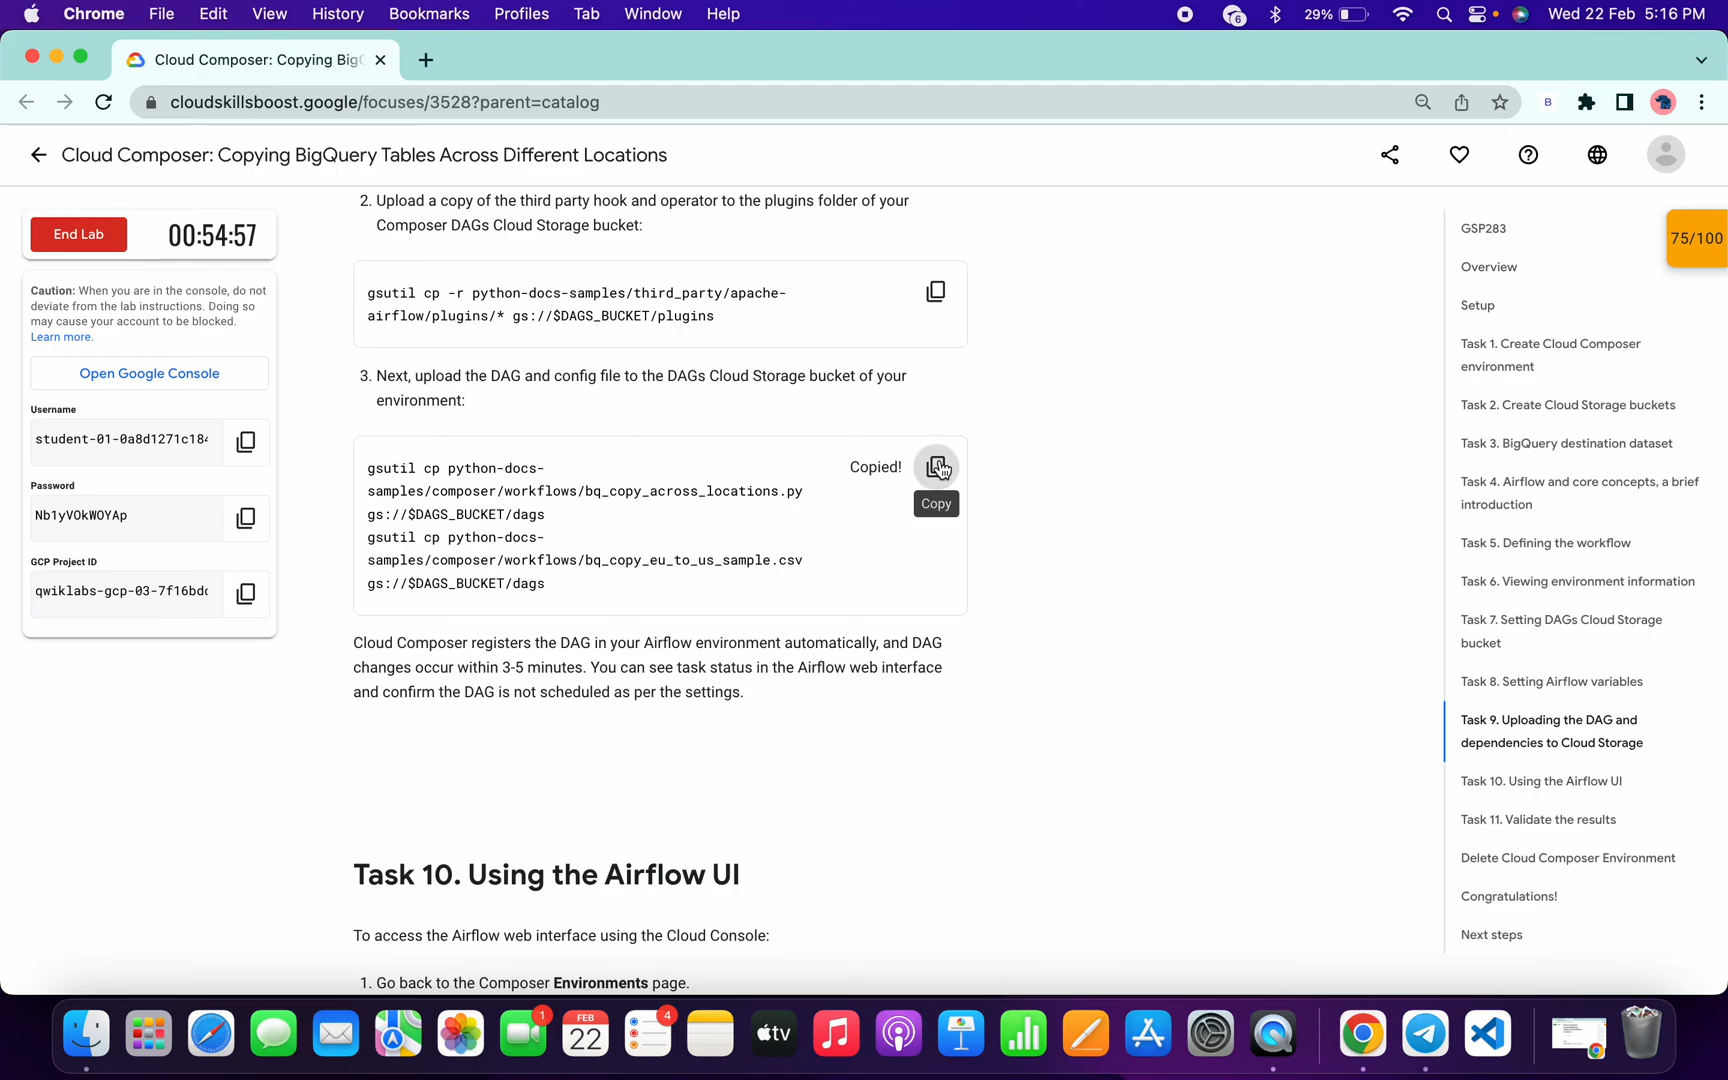 Chrome File Edit View History Bookmarks Profiles Tab Window Help 6 29% Wed 22 Feb 5:16 PM
Cloud Composer: Copying Big
cloudskillsboost.google/focuses/3528?parent=catalog B
Cloud Composer: Copying BigQuery Tables Across Different Locations
End Lab 00:54:57
Caution: When you are in the console, do not
deviate from the lab instructions. Doing so
may cause your account to be blocked.
Learn more.
Open Google Console
Username
student-01-0a8d1271c184
Password
Nb1yVOkWOYAp
GCP Project ID
qwiklabs-gcp-03-7f16bd
2. Upload a copy of the third party hook and operator to the plugins folder of your
Composer DAGs Cloud Storage bucket:
gsutil cp -r python-docs-samples/third_party/apache-
airflow/plugins/* gs://$DAGS_BUCKET/plugins
3. Next, upload the DAG and config file to the DAGs Cloud Storage bucket of your
environment:
Copied!
Copy
gsutil cp python-docs-
samples/composer/workflows/bq_copy_across_locations.py
gs://$DAGS_BUCKET/dags
gsutil cp python-docs-
samples/composer/workflows/bq_copy_eu_to_us_sample.csv
gs://$DAGS_BUCKET/dags
Cloud Composer registers the DAG in your Airflow environment automatically, and DAG
changes occur within 3-5 minutes. You can see task status in the Airflow web interface
and confirm the DAG is not scheduled as per the settings.
Task 10. Using the Airflow UI
To access the Airflow web interface using the Cloud Console:
1. Go back to the Composer Environments page.
75/100
GSP283
Overview
Setup
Task 1. Create Cloud Composer
environment
Task 2. Create Cloud Storage buckets
Task 3. BigQuery destination dataset
Task 4. Airflow and core concepts, a brief
introduction
Task 5. Defining the workflow
Task 6. Viewing environment information
Task 7. Setting DAGs Cloud Storage
bucket
Task 8. Setting Airflow variables
Task 9. Uploading the DAG and
dependencies to Cloud Storage
Task 10. Using the Airflow UI
Task 11. Validate the results
Delete Cloud Composer Environment
Congratulations!
Next steps
1 FEB 22 4 tv